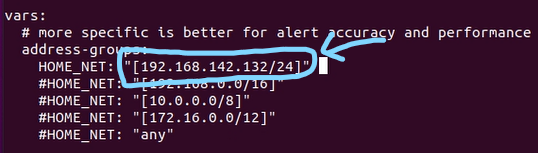 vars:
# more specific is better for alert accuracy and performance
address-groups:
HOME_NET: "[192.168.142.132/24]"
#HOME_NET: "[192.168.0.0/16]"
#HOME_NET: "[10.0.0.0/8]"
#HOME_NET: "[172.16.0.0/12]"
#HOME_NET: "any"